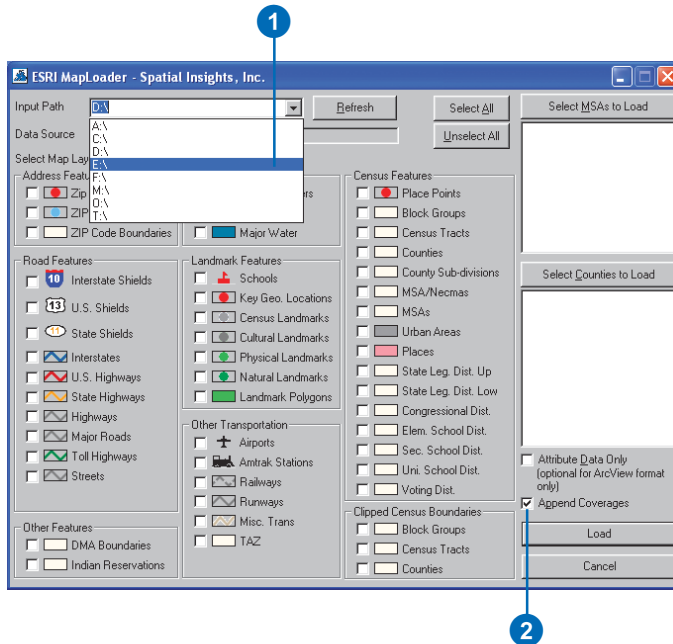 1
ESRI MapLoader - Spatial Insights, Inc.
Input Path
D:\
Refresh
Select All
Unselect All
Select MSAs to Load
Data Source
A:\
C:\
D:\
E:\
F:\
M:\
O:\
T:\
Select Map Lay
Address Featu
Zip
ZIP
ZIP Code Boundaries
ers
Major Water
Road Features
10 Interstate Shields
13 U.S. Shields
11 State Shields
Interstates
U.S. Highways
State Highways
Highways
Major Roads
Toll Highways
Streets
Other Features
DMA Boundaries
Indian Reservations
Landmark Features
Schools
Key Geo. Locations
Census Landmarks
Cultural Landmarks
Physical Landmarks
Natural Landmarks
Landmark Polygons
Other Transportation
Airports
Amtrak Stations
Railways
Runways
Misc. Trans
TAZ
Census Features
Place Points
Block Groups
Census Tracts
Counties
County Sub-divisions
MSA/Necmas
MSAs
Urban Areas
Places
State Leg. Dist. Up
State Leg. Dist. Low
Congressional Dist.
Elem. School Dist.
Sec. School Dist.
Uni. School Dist.
Voting Dist.
Clipped Census Boundaries
Block Groups
Census Tracts
Counties
Select Counties to Load
Attribute Data Only
(optional for ArcView format
only)
Append Coverages
Load
Cancel
2